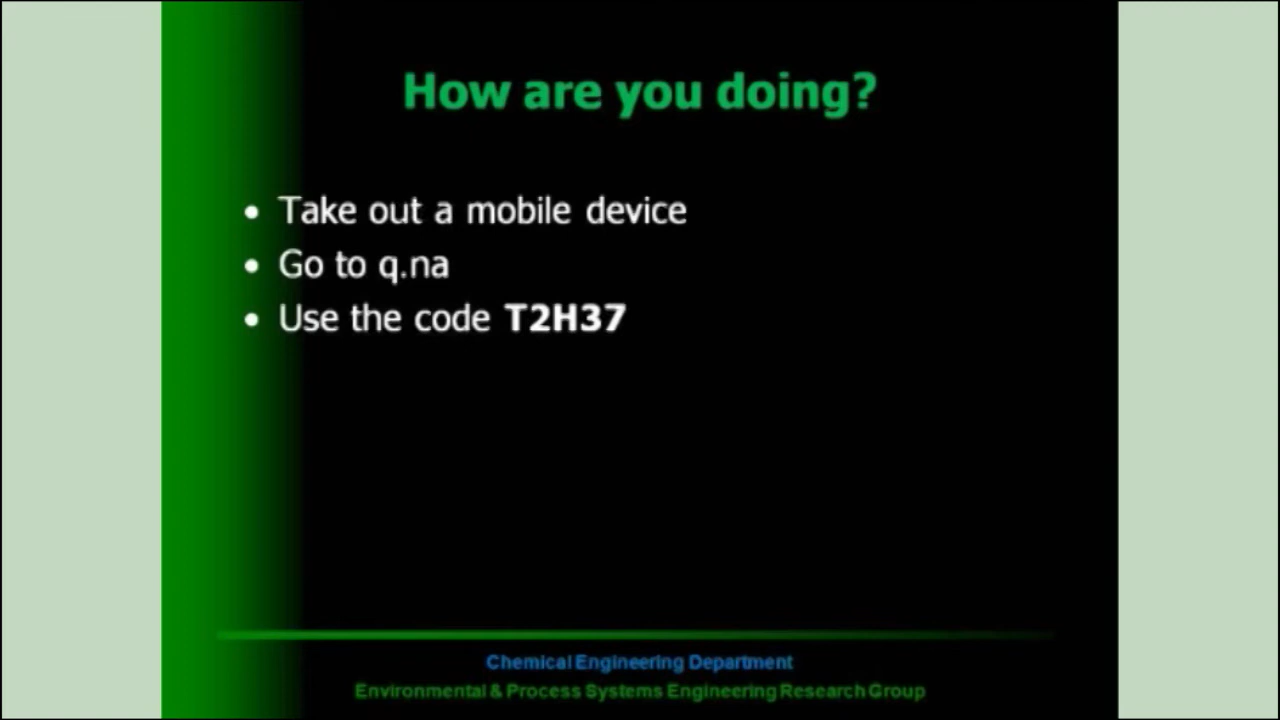 How are you doing?
• Take out a mobile device
• Go to q.na
• Use the code T2H37
Chemical Engineering Department
Environmental & Process Systems Engineering Research Group